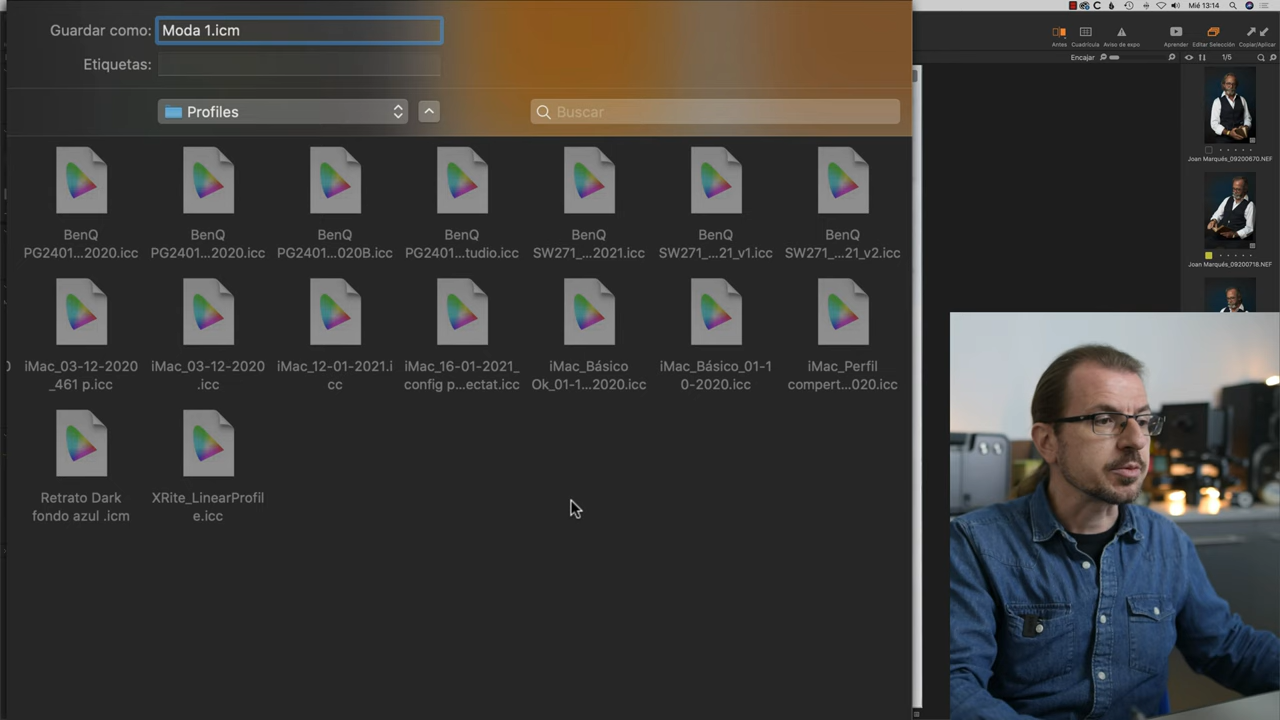 Mié 13:14
Guardar como: Moda 1.icm
Etiquetas:
Profiles
Buscar
Antes
Cuadrícula
Aviso de expo
Aprender
Editar Selección
Copiar/Aplicar
Encajar
1/5
BenQ
PG2401...2020.icc
BenQ
PG2401...2020.icc
BenQ
PG2401...020B.icc
BenQ
PG2401...tudio.icc
BenQ
SW271_...2021.icc
BenQ
SW271_...21_v1.icc
BenQ
SW271_...21_v2.icc
iMac_03-12-2020
_461 p.icc
iMac_03-12-2020
.icc
iMac_12-01-2021.i
cc
iMac_16-01-2021_
config p...ectat.icc
iMac_Básico
Ok_01-1...2020.icc
iMac_Básico_01-1
0-2020.icc
iMac_Perfil
compert...020.icc
Retrato Dark
fondo azul .icm
XRite_LinearProfil
e.icc
Joan Marqués_09200670.NEF
Joan Marqués_09200718.NEF